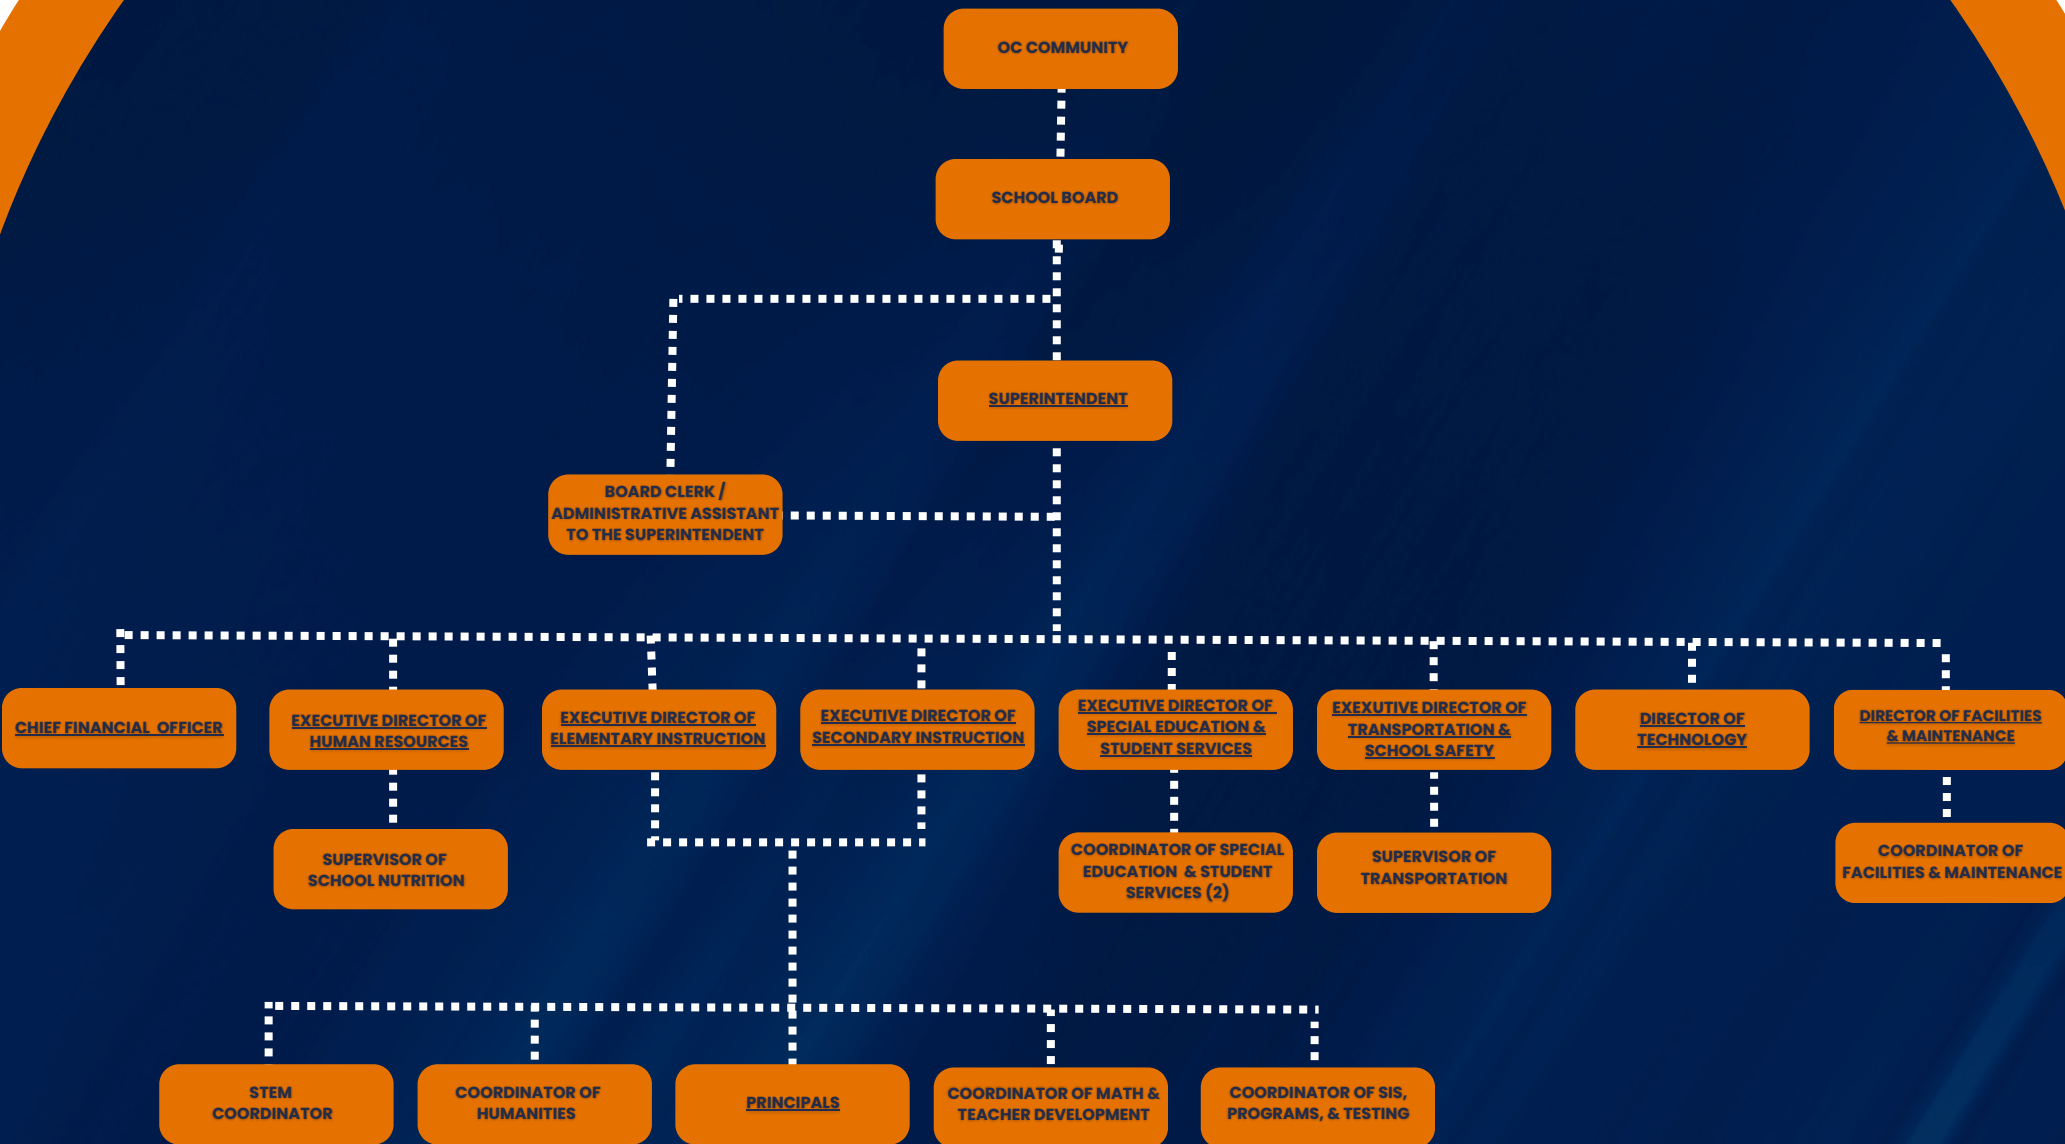 OC COMMUNITY
SCHOOL BOARD
SUPERINTENDENT
BOARD CLERK /
ADMINISTRATIVE ASSISTANT
TO THE SUPERINTENDENT
CHIEF FINANCIAL OFFICER
EXECUTIVE DIRECTOR OF
HUMAN RESOURCES
EXECUTIVE DIRECTOR OF
ELEMENTARY INSTRUCTION
EXECUTIVE DIRECTOR OF
SECONDARY INSTRUCTION
EXECUTIVE DIRECTOR OF
SPECIAL EDUCATION &
STUDENT SERVICES
EXEXUTIVE DIRECTOR OF
TRANSPORTATION &
SCHOOL SAFETY
DIRECTOR OF
TECHNOLOGY
DIRECTOR OF FACILITIES
& MAINTENANCE
SUPERVISOR OF
SCHOOL NUTRITION
COORDINATOR OF SPECIAL
EDUCATION & STUDENT
SERVICES (2)
SUPERVISOR OF
TRANSPORTATION
COORDINATOR OF
FACILITIES & MAINTENANCE
STEM
COORDINATOR
COORDINATOR OF
HUMANITIES
PRINCIPALS
COORDINATOR OF MATH &
TEACHER DEVELOPMENT
COORDINATOR OF SIS,
PROGRAMS, & TESTING